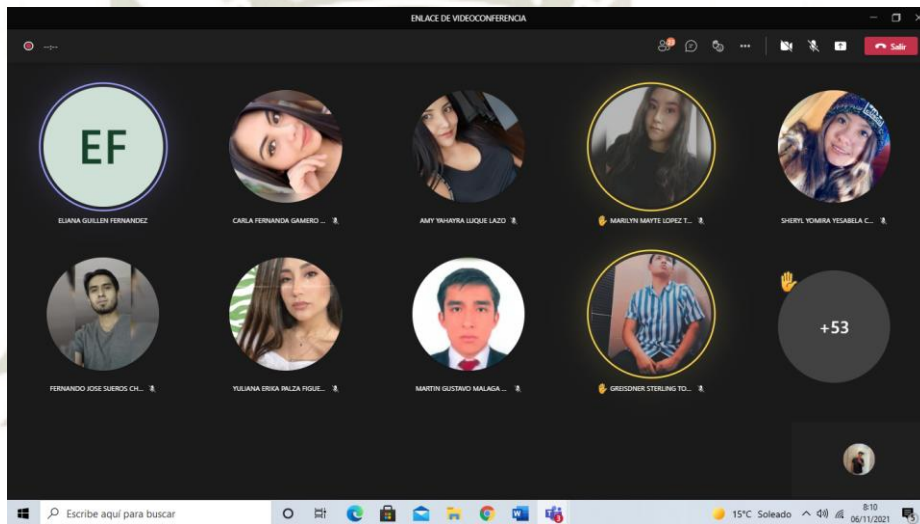 ENLACE DE VIDEOCONFERENCIA
--:--
Salir
EF
ELIANA GUILLEN FERNANDEZ
CARLA FERNANDA GAMERO ...
AMY YAHAYRA LUQUE LAZO
MARILYN MAYTE LOPEZ T...
SHERYL YOMIRA YESABELA C...
+53
FERNANDO JOSE SUEROS CH...
YULIANA ERIKA PALZA FIGUE...
MARTIN GUSTAVO MALAGA ...
GREISDNER STERLING TO...
Escribe aquí para buscar
15°C Soleado
8:10
06/11/2021